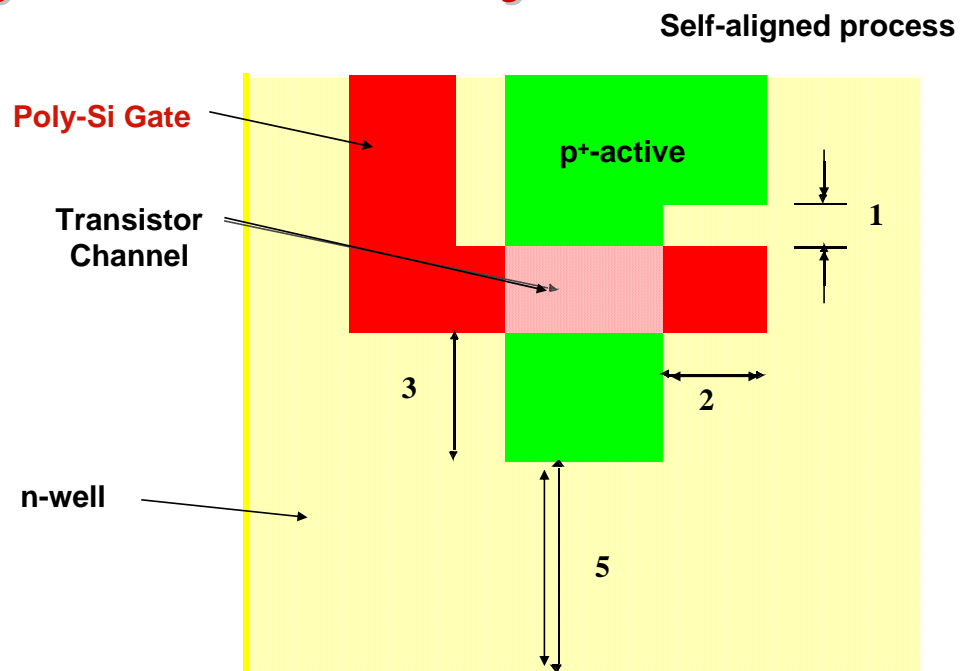 Self-aligned process
Poly-Si Gate
p+-active
1
Transistor
Channel
3
2
n-well
5